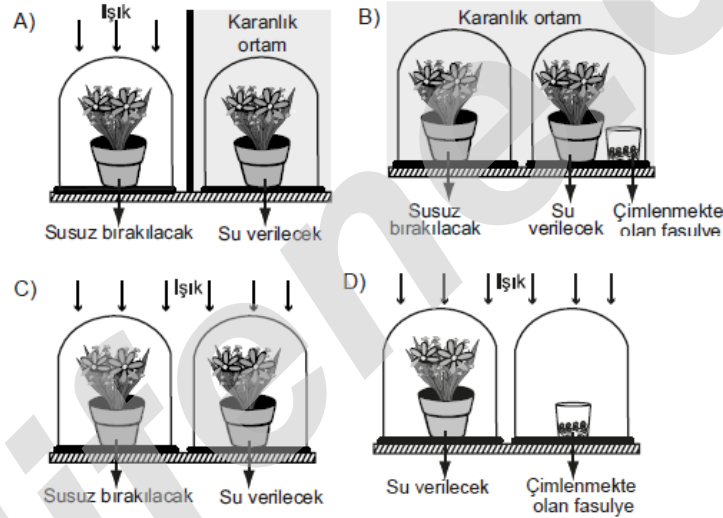 A)
Işık
Karanlık
ortam
Susuz bırakılacak
Su verilecek
B)
Karanlık ortam
Susuz
bırakılacak
Su
verilecek
Çimlenmekte
olan fasulye
C)
Işık
Susuz bırakılacak
Su verilecek
D)
Işık
Su verilecek
Çimlenmekte
olan fasulye